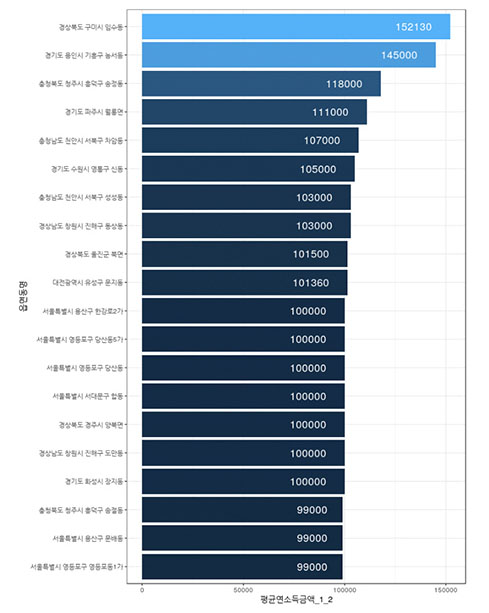 경상북도 구미시 임수동 152130
경기도 용인시 기흥구 농서동 145000
충청북도 청주시 흥덕구 송정동 118000
경기도 파주시 월롱면 111000
충청남도 천안시 서북구 차암동 107000
경기도 수원시 영통구 신동 105000
충청남도 천안시 서북구 성성동 103000
경상남도 창원시 진해구 동상동 103000
경상북도 울진군 북면 101500
대전광역시 유성구 문지동 101360
서울특별시 용산구 한강로2가 100000
서울특별시 영등포구 당산동5가 100000
서울특별시 영등포구 당산동 100000
서울특별시 서대문구 합동 100000
경상북도 경주시 양북면 100000
경상남도 창원시 진해구 도만동 100000
경기도 화성시 장지동 100000
충청북도 청주시 흥덕구 송절동 99000
서울특별시 용산구 문배동 99000
서울특별시 영등포구 영등포동1가 99000
읍면동명
0 50000 100000 150000
평균연소득금액_1_2